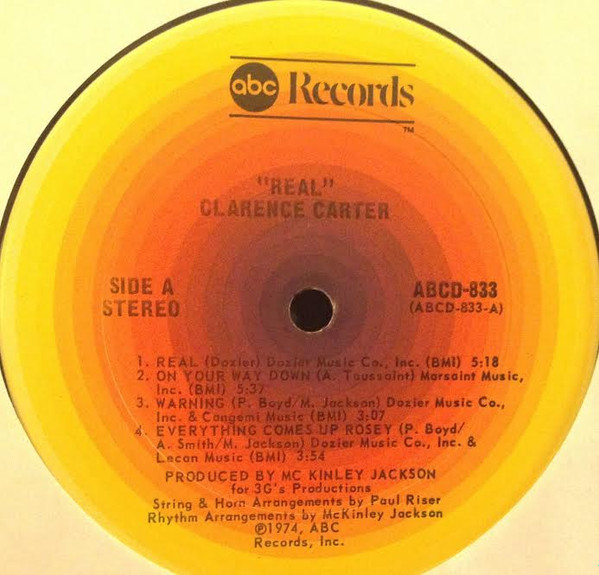 abc Records
TM
"REAL"
CLARENCE CARTER
SIDE A
STEREO
ABCD-833
(ABCD-833-A)
1. REAL (Dozier) Dozier Music Co., Inc. (BMI) 5:18
2. ON YOUR WAY DOWN (A. Toussaint) Marsaint Music,
Inc. (BMI) 5:37
3. WARNING (P. Boyd/M. Jackson) Dozier Music Co.,
Inc. & Cangemi Music (BMI) 3:07
4. EVERYTHING COMES UP ROSEY (P. Boyd/
A. Smith/M. Jackson) Dozier Music Co., Inc. &
Lecan Music (BMI) 3:54
PRODUCED BY MC KINLEY JACKSON
for 3G's Productions
String & Horn Arrangements by Paul Riser
Rhythm Arrangements by McKinley Jackson
℗1974, ABC
Records, Inc.